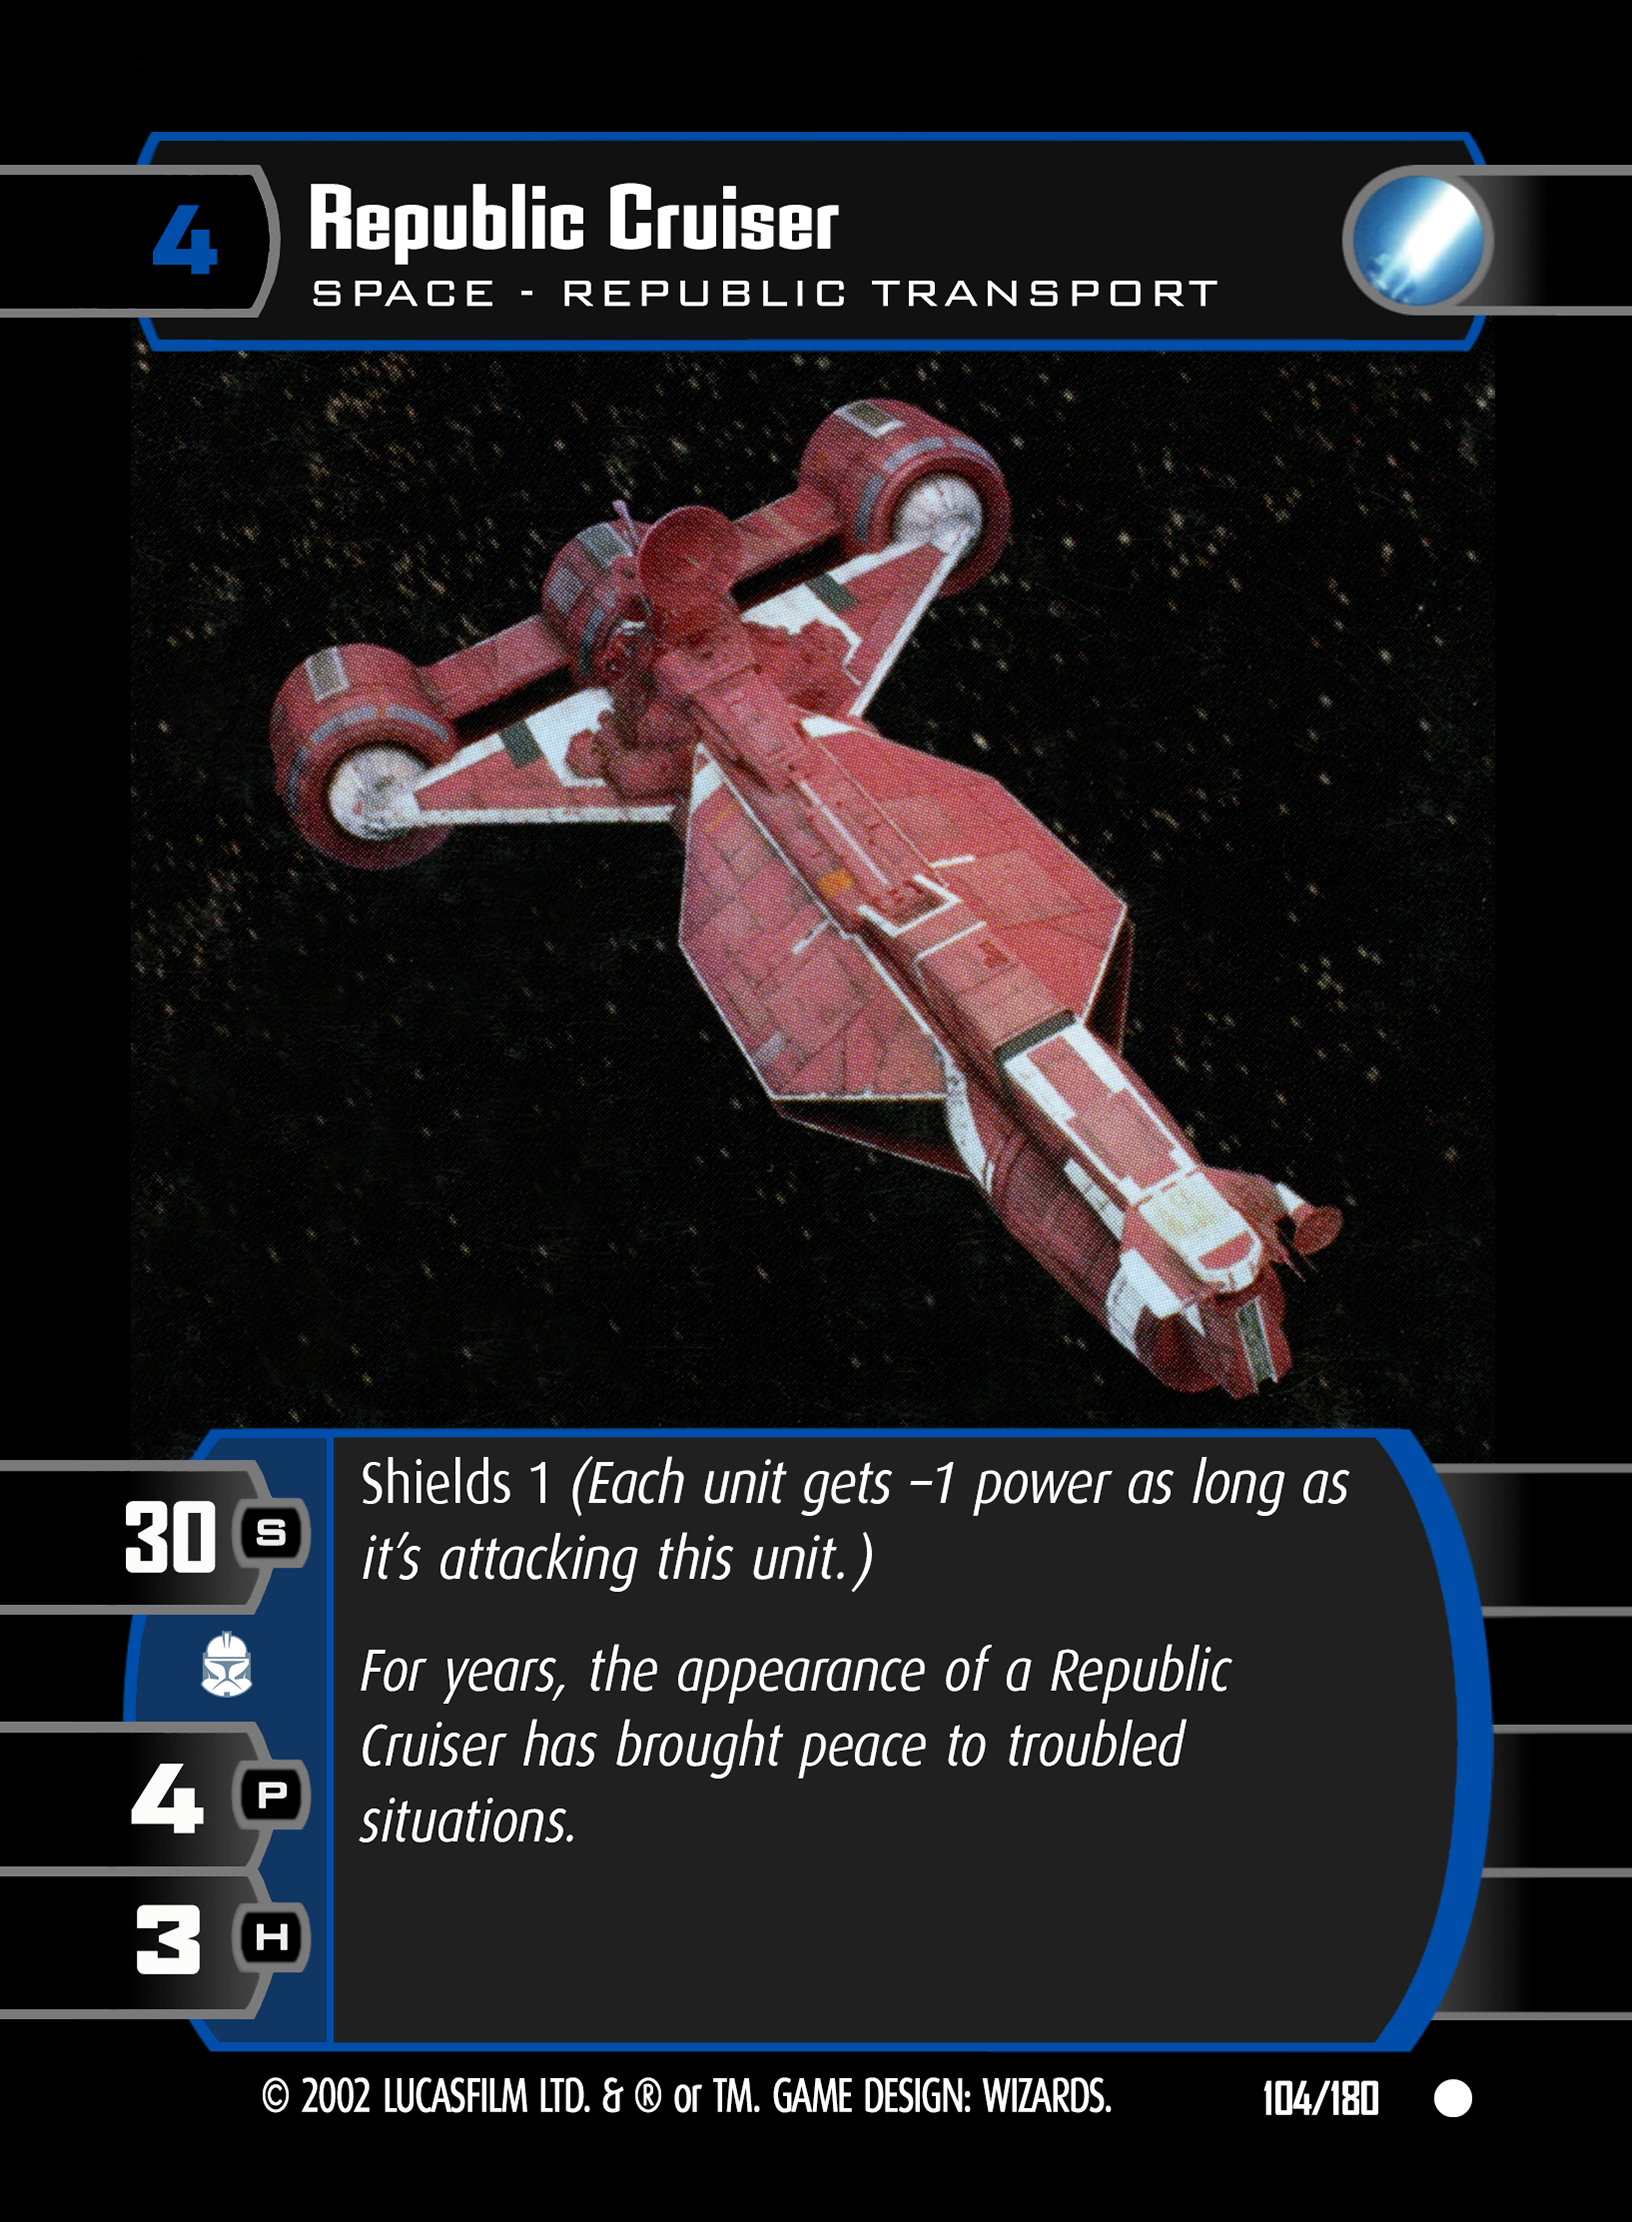 4
Republic Cruiser
SPACE - REPUBLIC TRANSPORT
30 S
4 P
3 H
Shields 1 (Each unit gets –1 power as long as
it's attacking this unit.)
For years, the appearance of a Republic
Cruiser has brought peace to troubled
situations.
© 2002 LUCASFILM LTD. & ® or TM. GAME DESIGN: WIZARDS.
104/180